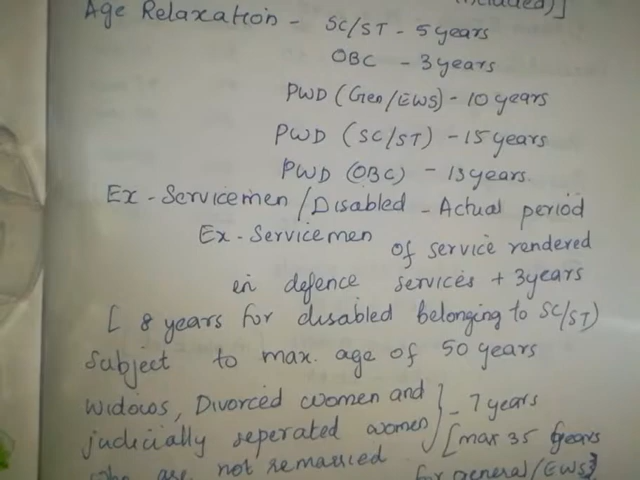 included)]
Age Relaxation - SC/ST - 5 years
OBC - 3 years
PWD (Gen/EWS) - 10 years
PWD (SC/ST) - 15 years
PWD (OBC) - 13 years.
Ex-Servicemen / Disabled - Actual period
Ex-Servicemen of service rendered
in defence services + 3 years
[ 8 years for disabled belonging to SC/ST)
Subject to max. age of 50 years
Widows, Divorced women and } - 7 years
judicially seperated women [max 35 years
who are not remarried for general/EWS}